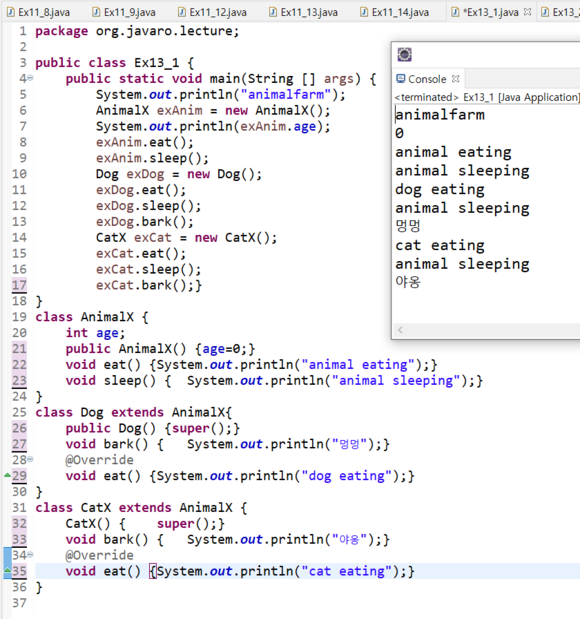 Ex11_8.java Ex11_9.java Ex11_12.java Ex11_13.java Ex11_14.java *Ex13_1.java Ex13_2
1 package org.javaro.lecture;
2
3 public class Ex13_1 {
4 public static void main(String [] args) {
5 System.out.println("animalfarm");
6 AnimalX exAnim = new AnimalX();
7 System.out.println(exAnim.age);
8 exAnim.eat();
9 exAnim.sleep();
10 Dog exDog = new Dog();
11 exDog.eat();
12 exDog.sleep();
13 exDog.bark();
14 CatX exCat = new CatX();
15 exCat.eat();
16 exCat.sleep();
17 exCat.bark();}
18 }
19 class AnimalX {
20 int age;
21 public AnimalX() {age=0;}
22 void eat() {System.out.println("animal eating");}
23 void sleep() { System.out.println("animal sleeping");}
24 }
25 class Dog extends AnimalX{
26 public Dog() {super();}
27 void bark() { System.out.println("멍멍");}
28 @Override
29 void eat() {System.out.println("dog eating");}
30 }
31 class CatX extends AnimalX {
32 CatX() { super();}
33 void bark() { System.out.println("야옹");}
34 @Override
35 void eat() {System.out.println("cat eating");}
36 }
37
Console
<terminated> Ex13_1 [Java Application]
animalfarm
0
animal eating
animal sleeping
dog eating
animal sleeping
멍멍
cat eating
animal sleeping
야옹